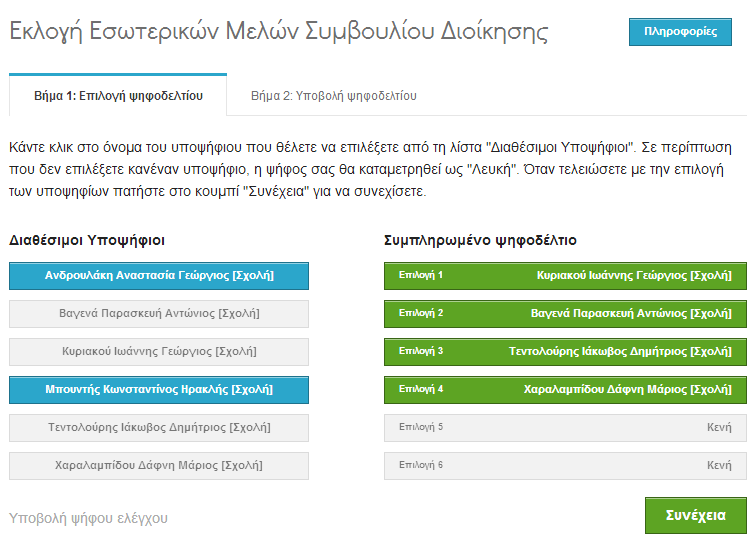 Εκλογή Εσωτερικών Μελών Συμβουλίου Διοίκησης
Πληροφορίες
Βήμα 1: Επιλογή ψηφοδελτίου
Βήμα 2: Υποβολή ψηφοδελτίου
Κάντε κλικ στο όνομα του υποψήφιου που θέλετε να επιλέξετε από τη λίστα "Διαθέσιμοι Υποψήφιοι". Σε περίπτωση
που δεν επιλέξετε κανέναν υποψήφιο, η ψήφος σας θα καταμετρηθεί ως "Λευκή". Όταν τελειώσετε με την επιλογή
των υποψηφίων πατήστε στο κουμπί "Συνέχεια" για να συνεχίσετε.
Διαθέσιμοι Υποψήφιοι
Ανδρουλάκη Αναστασία Γεώργιος [Σχολή]
Βαγενά Παρασκευή Αντώνιος [Σχολή]
Κυριακού Ιωάννης Γεώργιος [Σχολή]
Μπουντής Κωνσταντίνος Ηρακλής [Σχολή]
Τεντολούρης Ιάκωβος Δημήτριος [Σχολή]
Χαραλαμπίδου Δάφνη Μάριος [Σχολή]
Συμπληρωμένο ψηφοδέλτιο
Επιλογή 1 Κυριακού Ιωάννης Γεώργιος [Σχολή]
Επιλογή 2 Βαγενά Παρασκευή Αντώνιος [Σχολή]
Επιλογή 3 Τεντολούρης Ιάκωβος Δημήτριος [Σχολή]
Επιλογή 4 Χαραλαμπίδου Δάφνη Μάριος [Σχολή]
Επιλογή 5 Κενή
Επιλογή 6 Κενή
Υποβολή ψήφου ελέγχου
Συνέχεια